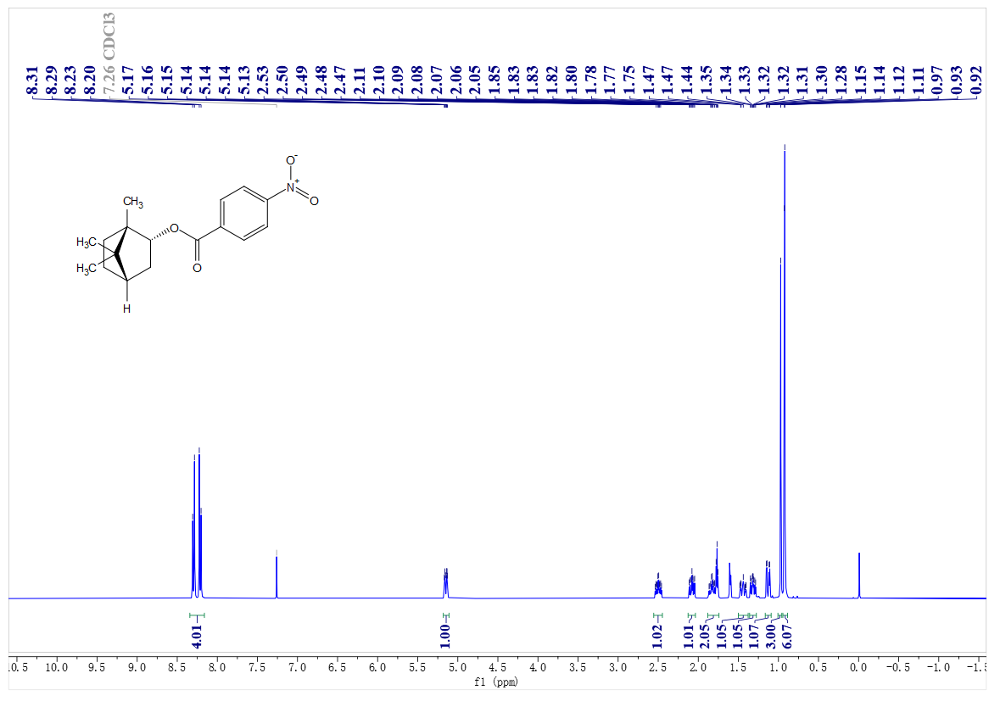 8.31 8.29 8.23 8.20 7.26 CDCl3 5.17 5.16 5.15 5.14 5.14 5.14 5.13 2.53 2.50 2.49 2.48 2.47 2.11 2.10 2.09 2.08 2.07 2.06 2.05 1.85 1.83 1.83 1.82 1.80 1.78 1.77 1.75 1.47 1.47 1.44 1.35 1.34 1.33 1.32 1.32 1.31 1.30 1.28 1.15 1.14 1.12 1.11 0.97 0.93 0.92
O-
N+
O
CH3
O
H3C
H3C
O
H
4.01 1.00 1.02 1.01 2.05 1.05 1.05 1.07 3.00 6.07
0.5 10.0 9.5 9.0 8.5 8.0 7.5 7.0 6.5 6.0 5.5 5.0 4.5 4.0 3.5 3.0 2.5 2.0 1.5 1.0 0.5 0.0 -0.5 -1.0 -1.5
f1 (ppm)